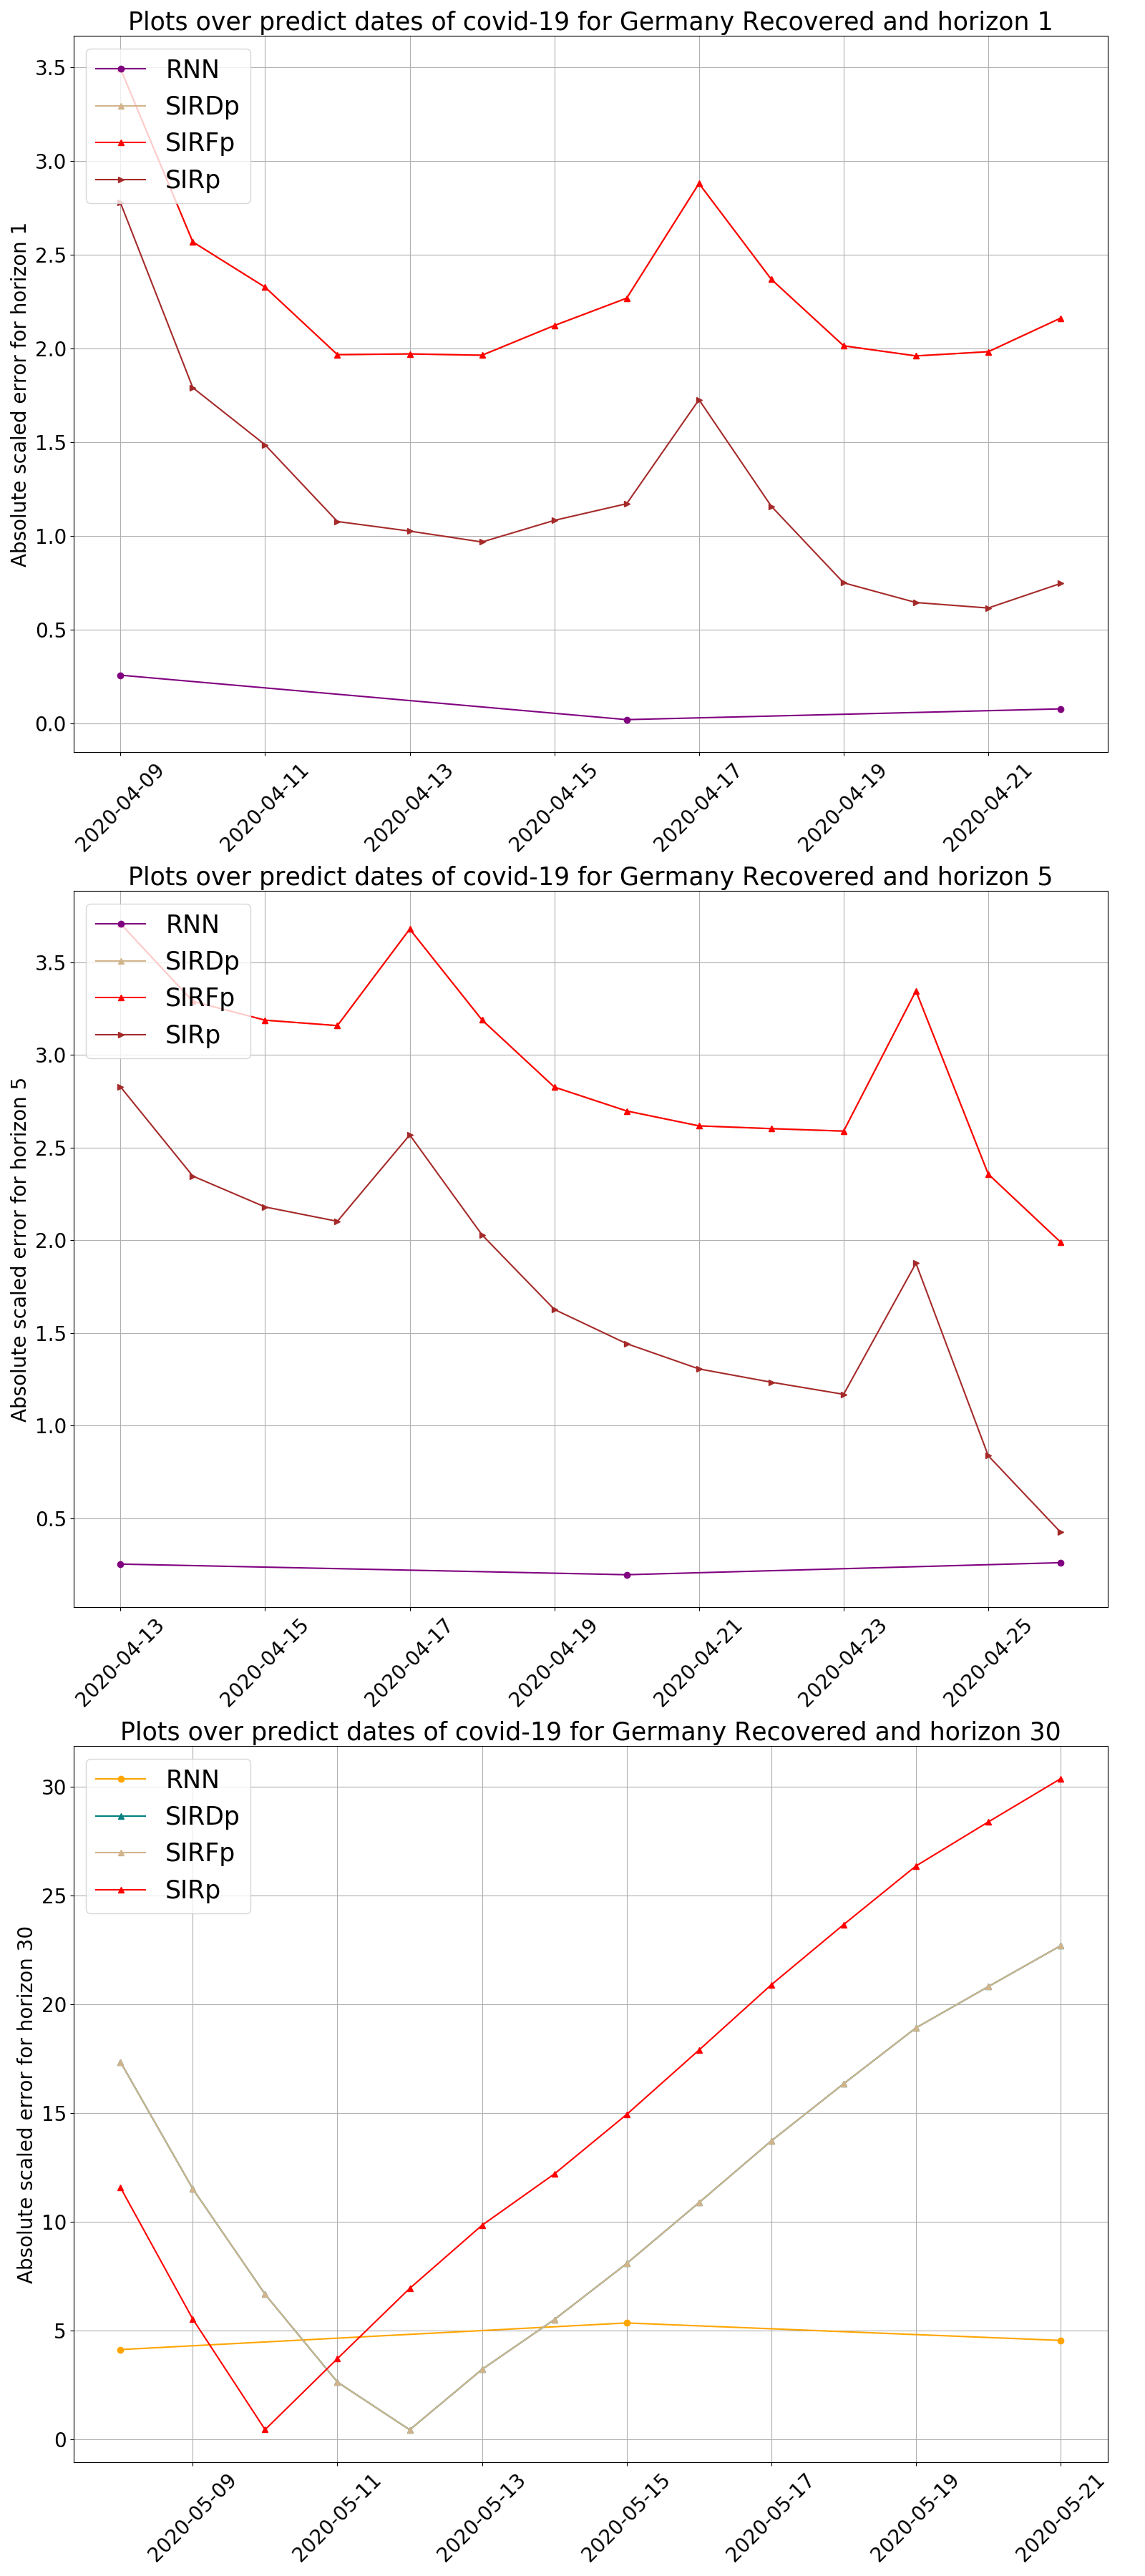 Plots over predict dates of covid-19 for Germany Recovered and horizon 1
Absolute scaled error for horizon 1
3.5
3.0
2.5
2.0
1.5
1.0
0.5
0.0
RNN
SIRDp
SIRFp
SIRp
2020-04-09
2020-04-11
2020-04-13
2020-04-15
2020-04-17
2020-04-19
2020-04-21
Plots over predict dates of covid-19 for Germany Recovered and horizon 5
Absolute scaled error for horizon 5
3.5
3.0
2.5
2.0
1.5
1.0
0.5
RNN
SIRDp
SIRFp
SIRp
2020-04-13
2020-04-15
2020-04-17
2020-04-19
2020-04-21
2020-04-23
2020-04-25
Plots over predict dates of covid-19 for Germany Recovered and horizon 30
Absolute scaled error for horizon 30
30
25
20
15
10
5
0
RNN
SIRDp
SIRFp
SIRp
2020-05-09
2020-05-11
2020-05-13
2020-05-15
2020-05-17
2020-05-19
2020-05-21